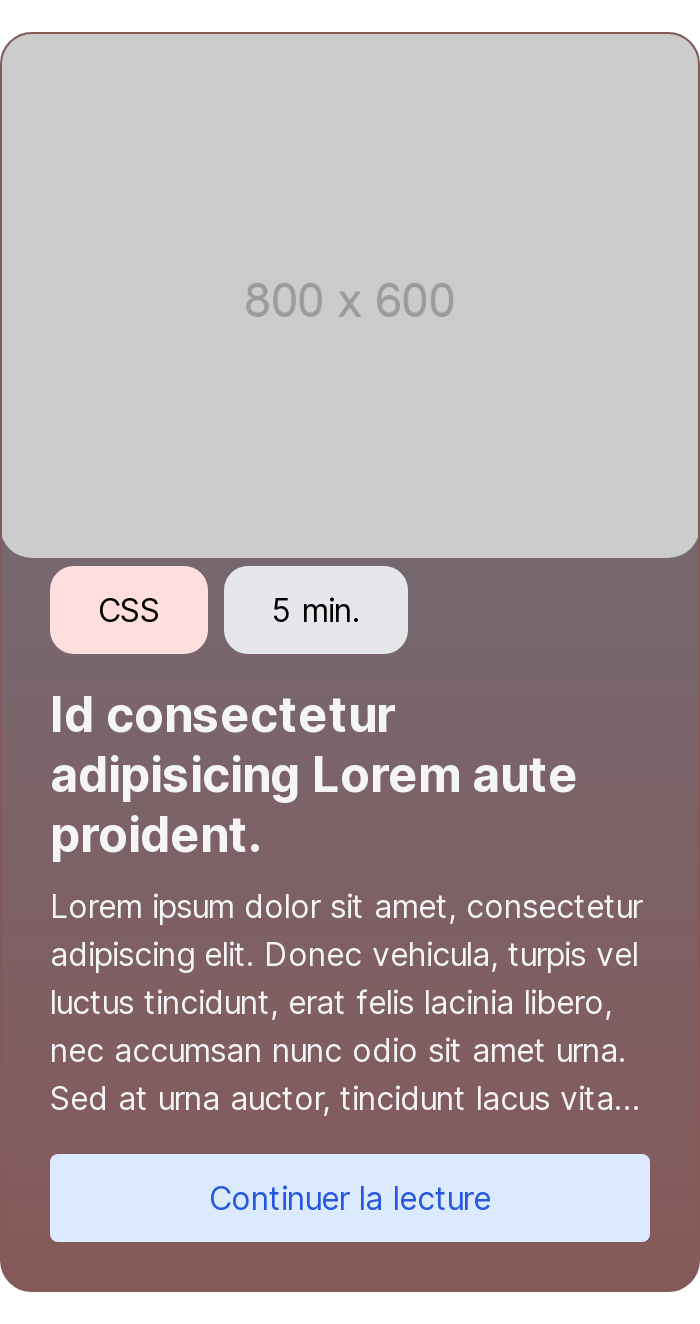 800 x 600
CSS
5 min.
Id consectetur
adipisicing Lorem aute
proident.
Lorem ipsum dolor sit amet, consectetur
adipiscing elit. Donec vehicula, turpis vel
luctus tincidunt, erat felis lacinia libero,
nec accumsan nunc odio sit amet urna.
Sed at urna auctor, tincidunt lacus vita...
Continuer la lecture